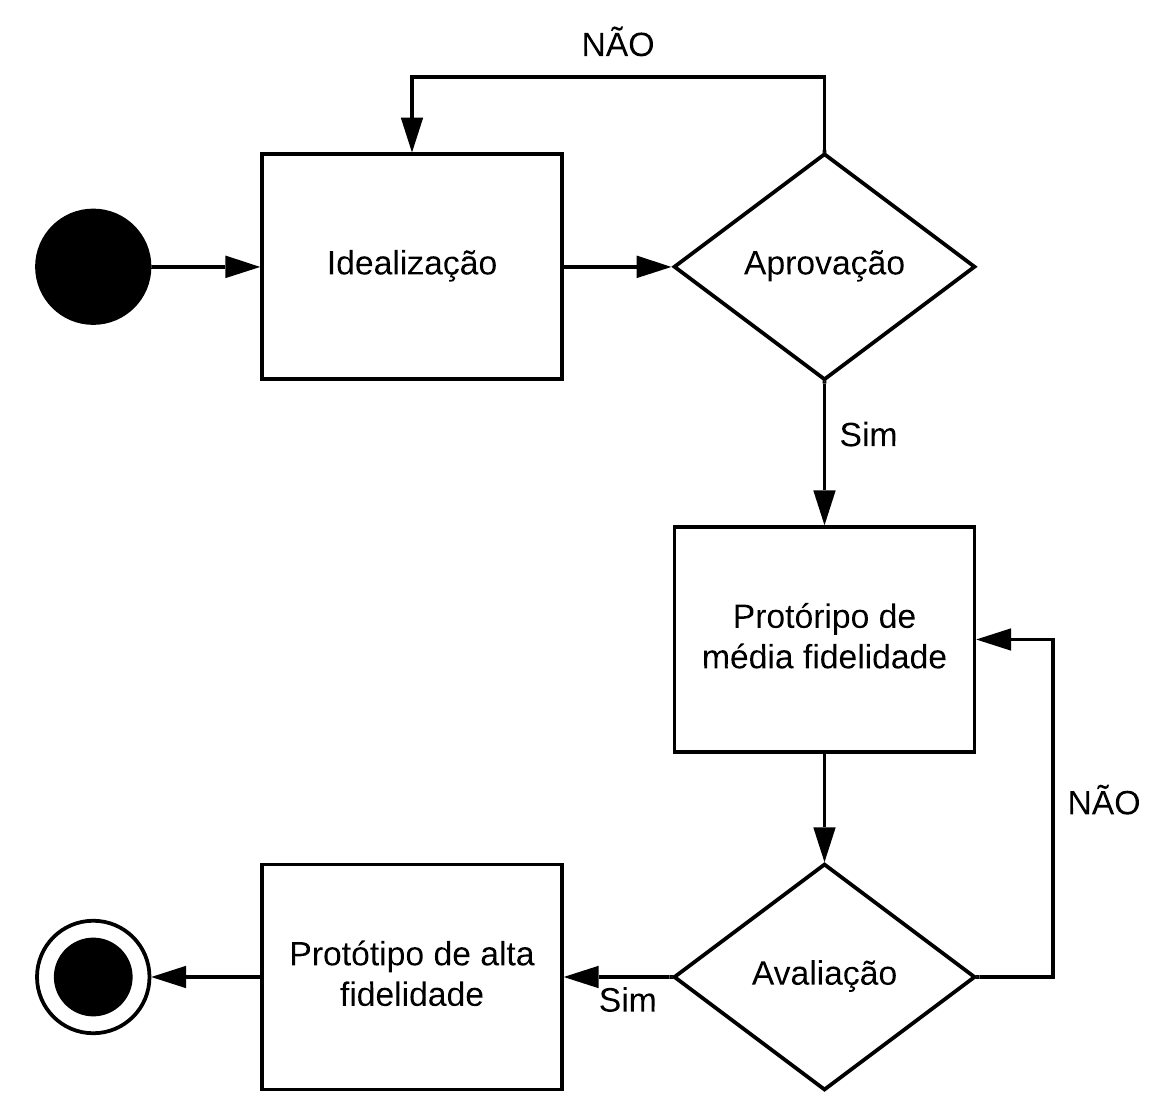 NÃO
Idealização
Aprovação
Sim
Protóripo de
média fidelidade
NÃO
Protótipo de alta
fidelidade
Sim
Avaliação